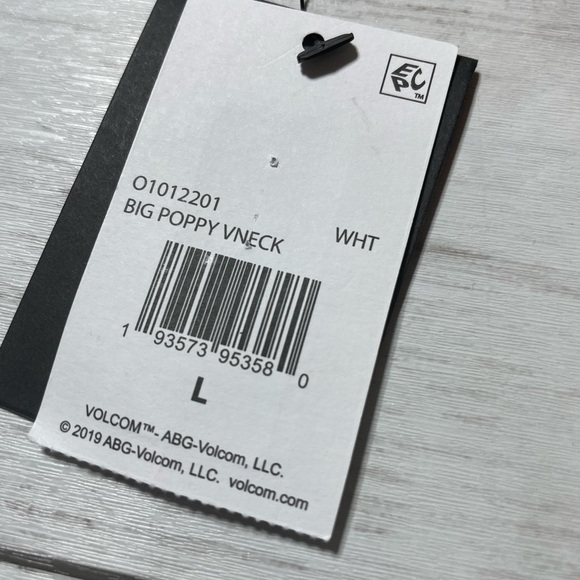 EPC™
O1012201
BIG POPPY VNECK WHT
1 93573 95358 0
L
VOLCOM™- ABG-Volcom, LLC.
© 2019 ABG-Volcom, LLC. volcom.com